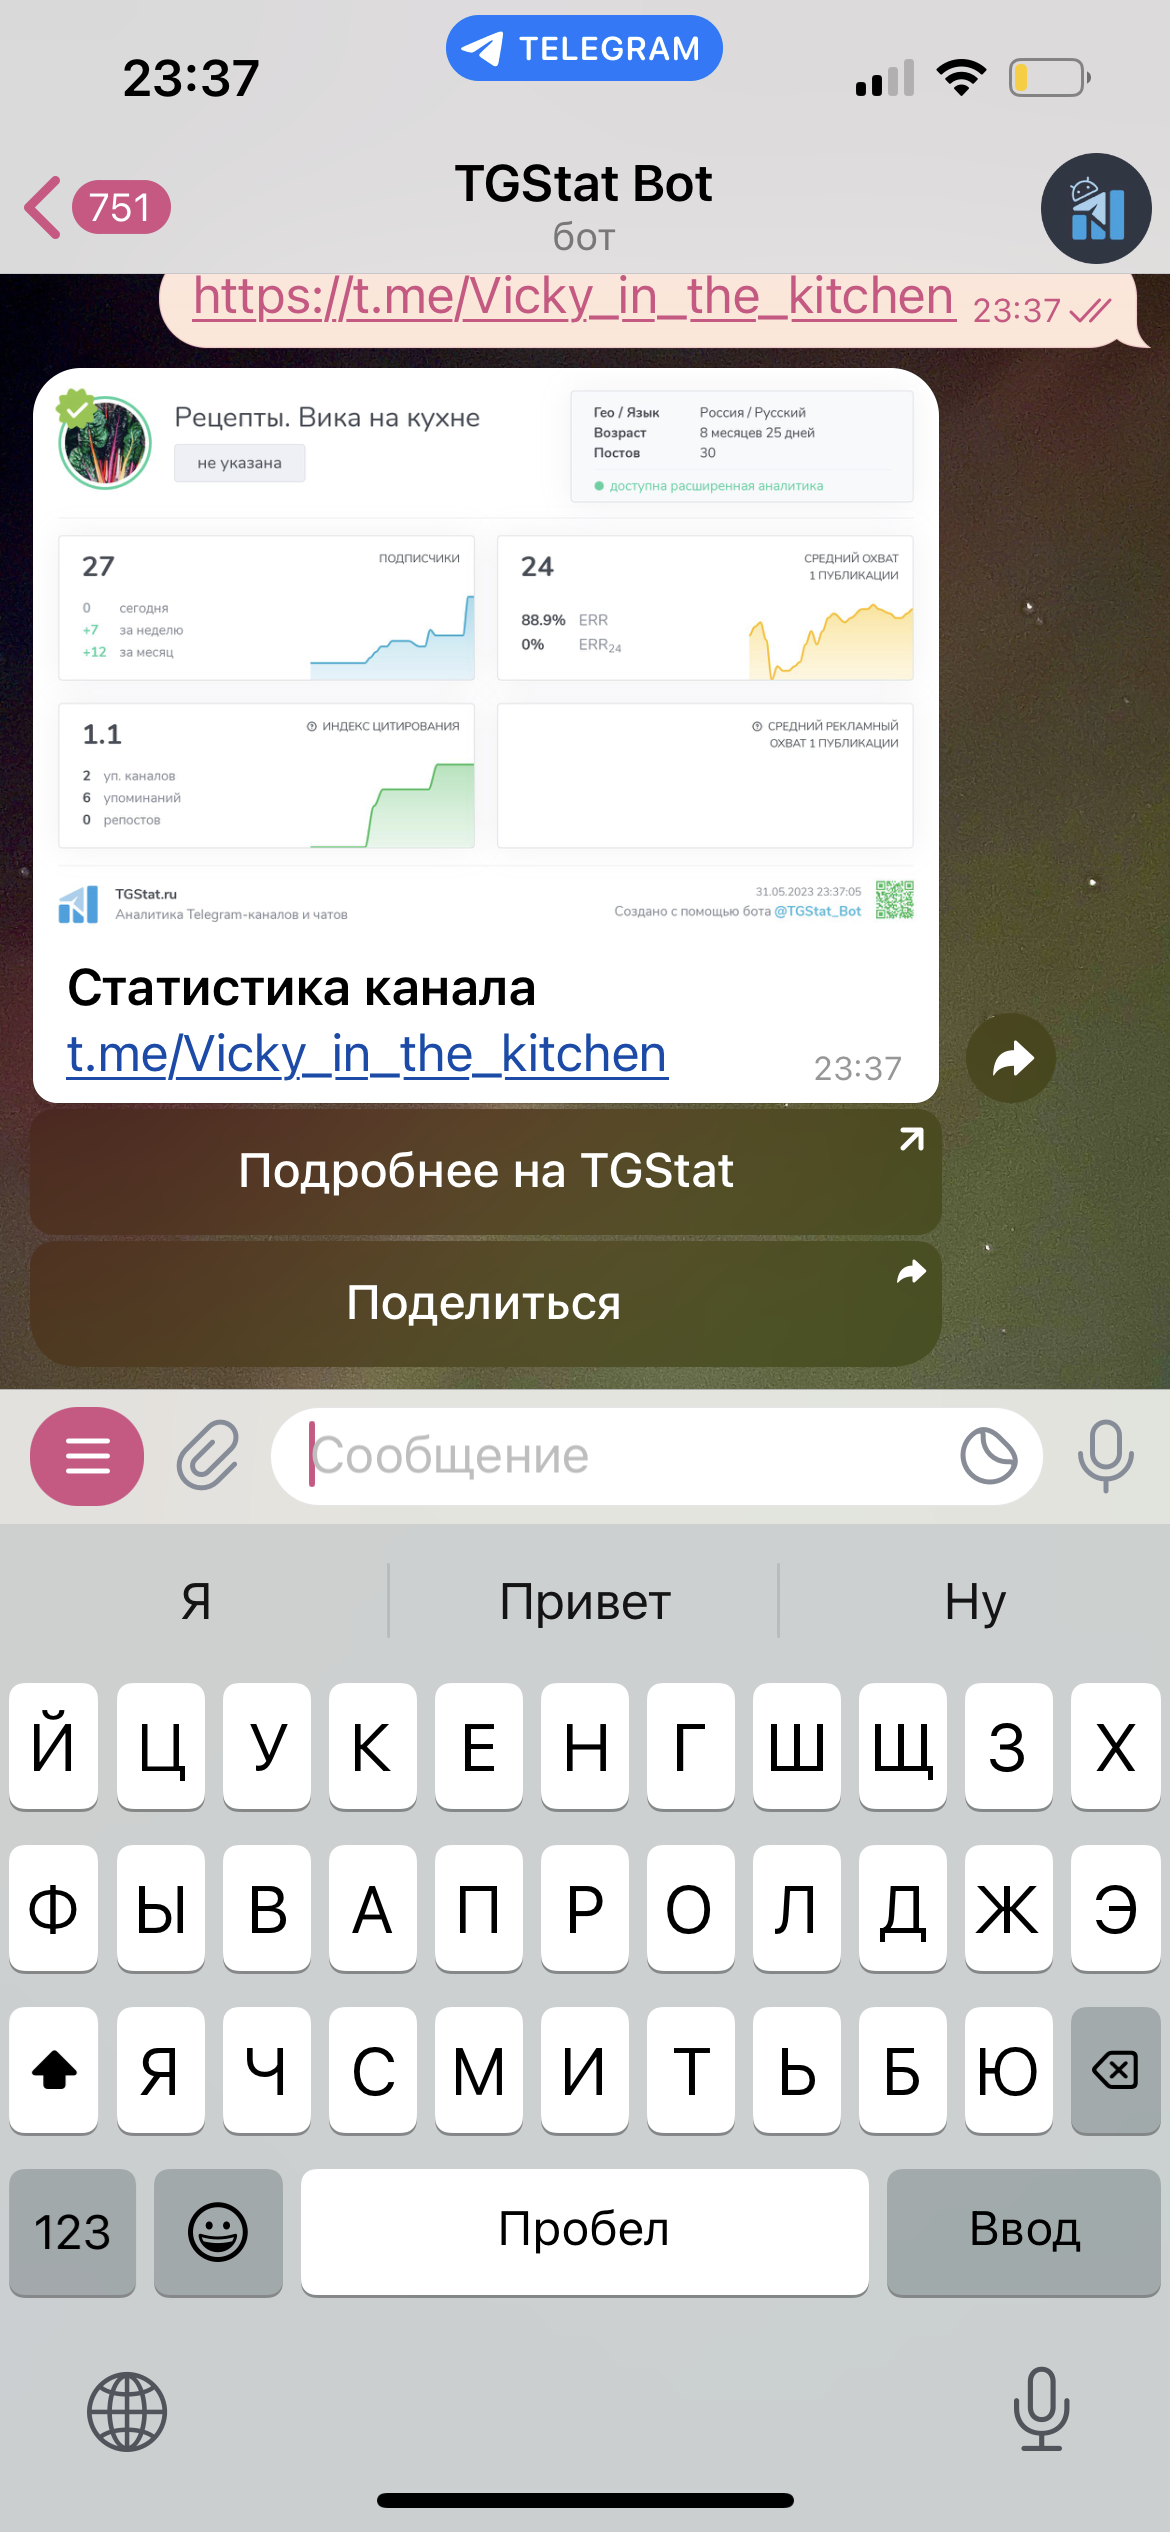 TELEGRAM
23:37
751
TGStat Bot
бот
https://t.me/Vicky_in_the_kitchen 23:37
Рецепты. Вика на кухне
не указана
Гео / Язык Россия / Русский
Возраст 8 месяцев 25 дней
Постов 30
доступна расширенная аналитика
27 ПОДПИСЧИКИ
0 сегодня
+7 за неделю
+12 за месяц
24 СРЕДНИЙ ОХВАТ
1 ПУБЛИКАЦИИ
88.9% ERR
0% ERR24
1.1 ИНДЕКС ЦИТИРОВАНИЯ
2 уп. каналов
6 упоминаний
0 репостов
СРЕДНИЙ РЕКЛАМНЫЙ
ОХВАТ 1 ПУБЛИКАЦИИ
TGStat.ru
Аналитика Telegram-каналов и чатов
31.05.2023 23:37:05
Создано с помощью бота @TGStat_Bot
Статистика канала
t.me/Vicky_in_the_kitchen
23:37
Подробнее на TGStat
Поделиться
Сообщение
Я Привет Ну
Й Ц У К Е Н Г Ш Щ З Х
Ф Ы В А П Р О Л Д Ж Э
Я Ч С М И Т Ь Б Ю
123 Пробел Ввод